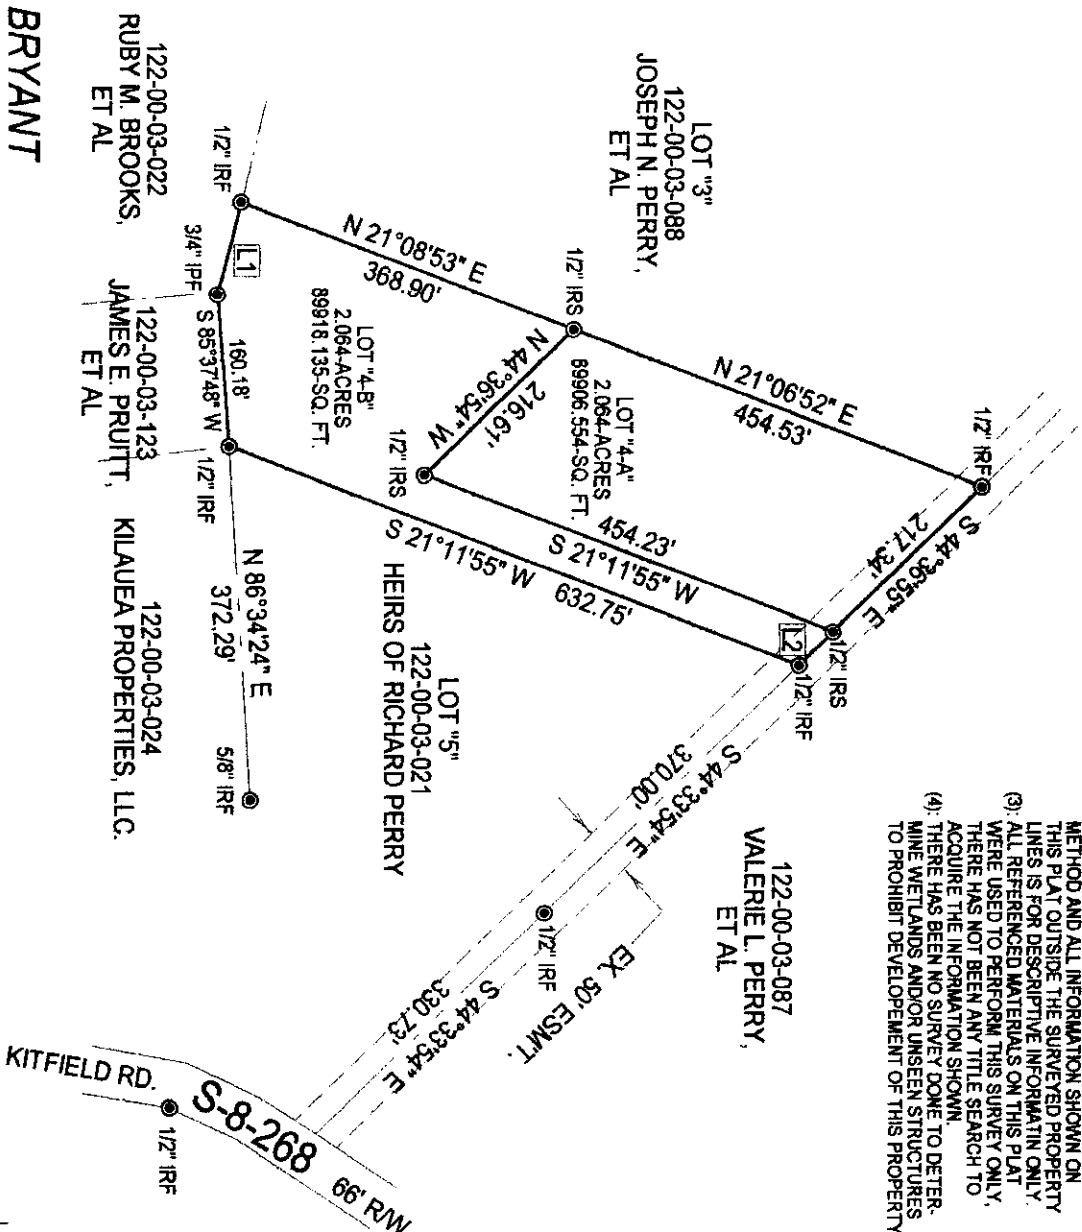 METHOD AND ALL INFORMATION SHOWN ON
THIS PLAT OUTSIDE THE SURVEYED PROPERTY
LINES IS FOR DESCRIPTIVE INFORMATIN ONLY.
(3): ALL REFERENCED MATERIALS ON THIS PLAT
WERE USED TO PERFORM THIS SURVEY ONLY,
THERE HAS NOT BEEN ANY TITLE SEARCH TO
ACQUIRE THE INFORMATION SHOWN.
(4): THERE HAS BEEN NO SURVEY DONE TO DETER-
MINE WETLANDS AND/OR UNSEEN STRUCTURES
TO PROHIBIT DEVELOPEMENT OF THIS PROPERTY
LOT "3"
122-00-03-088
JOSEPH N. PERRY,
ET AL
1/2" IRF
N 21°06'52" E
454.53'
S 44°36'55" E
217.34'
1/2" IRS
1/2" IRS
N 21°08'53" E
368.90'
LOT "4-A"
2.064-ACRES
89906.554-SQ. FT.
N 44°36'54" W
216.61'
454.23'
S 21°11'55" W
1/2" IRS
L2
1/2" IRF
LOT "4-B"
2.064-ACRES
89918.135-SQ. FT.
S 21°11'55" W
632.75'
1/2" IRF
L1
3/4" IPF
160.18'
S 85°37'48" W
1/2" IRF
N 86°34'24" E
372.29'
5/8" IRF
LOT "5"
122-00-03-021
HEIRS OF RICHARD PERRY
S 44°33'54" E
370.00'
122-00-03-087
VALERIE L. PERRY,
ET AL
1/2" IRF
EX. 50' ESM'T.
S 44°33'54" E
330.73'
122-00-03-022
RUBY M. BROOKS,
ET AL
122-00-03-123
JAMES E. PRUITT,
ET AL
122-00-03-024
KILAUEA PROPERTIES, LLC.
KITFIELD RD.
S-8-268
66' R/W
1/2" IRF
BRYANT